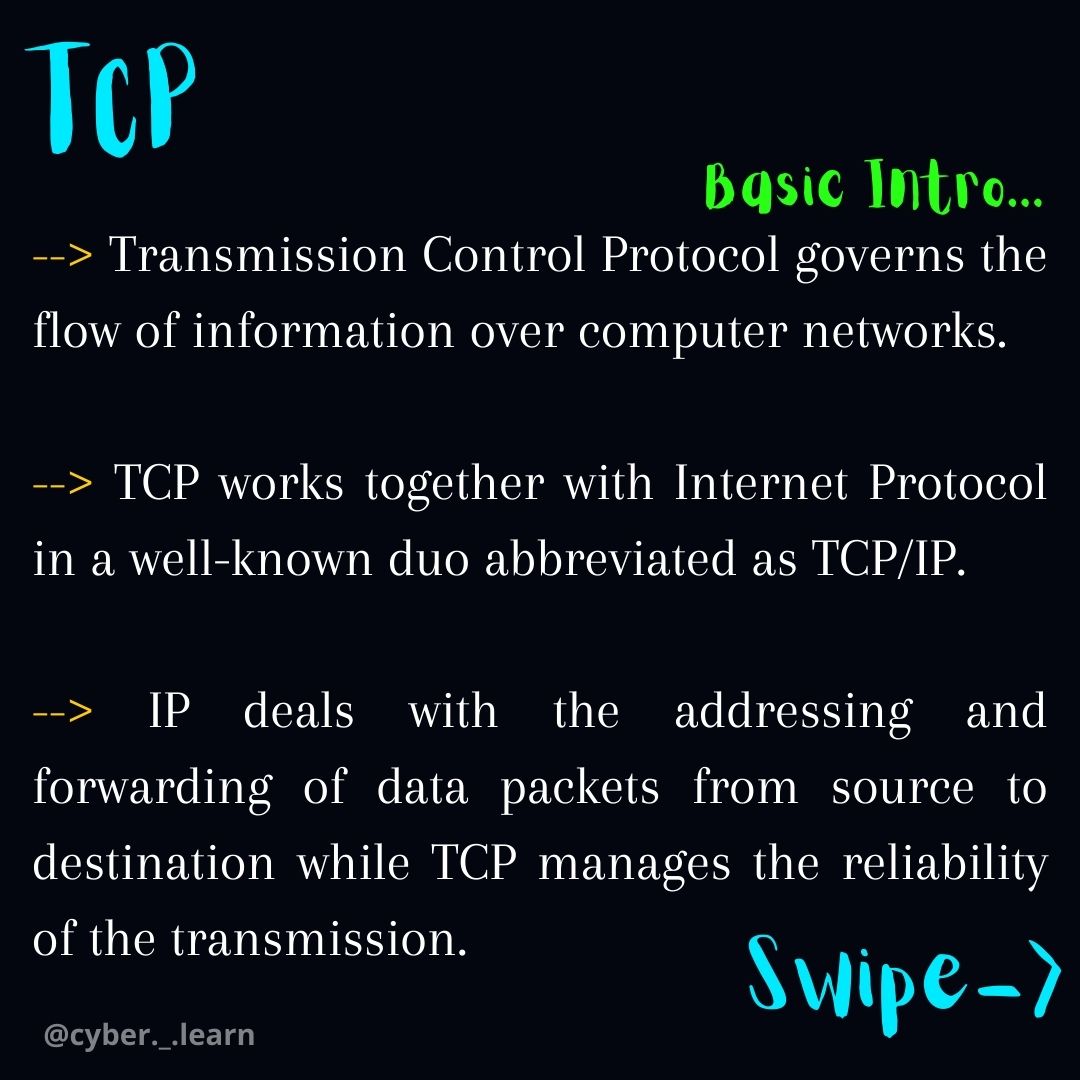 TCP
Basic Intro...
--> Transmission Control Protocol governs the
flow of information over computer networks.
--> TCP works together with Internet Protocol
in a well-known duo abbreviated as TCP/IP.
--> IP deals with the addressing and
forwarding of data packets from source to
destination while TCP manages the reliability
of the transmission.
Swipe->
@cyber._.learn